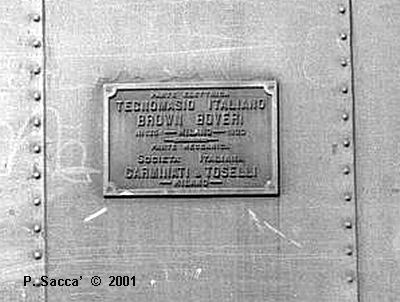 PARTE ELETTRICA
TECNOMASIO ITALIANO
BROWN BOVERI
MILANO
PARTE MECCANICA
SOCIETA ITALIANA
CARMINATI & TOSELLI
MILANO
P. Sacca' © 2001